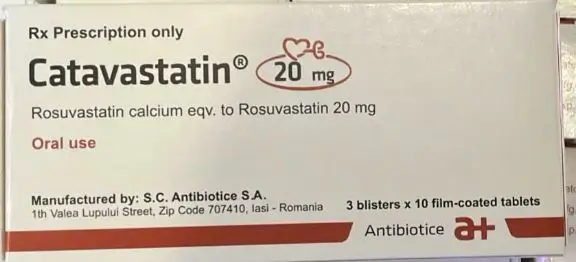 Rx Prescription only
Catavastatin® 20 mg
Rosuvastatin calcium eqv. to Rosuvastatin 20 mg
Oral use
Manufactured by: S.C. Antibiotice S.A.
1th Valea Lupului Street, Zip Code 707410, Iasi - Romania
3 blisters x 10 film-coated tablets
Antibiotice a+